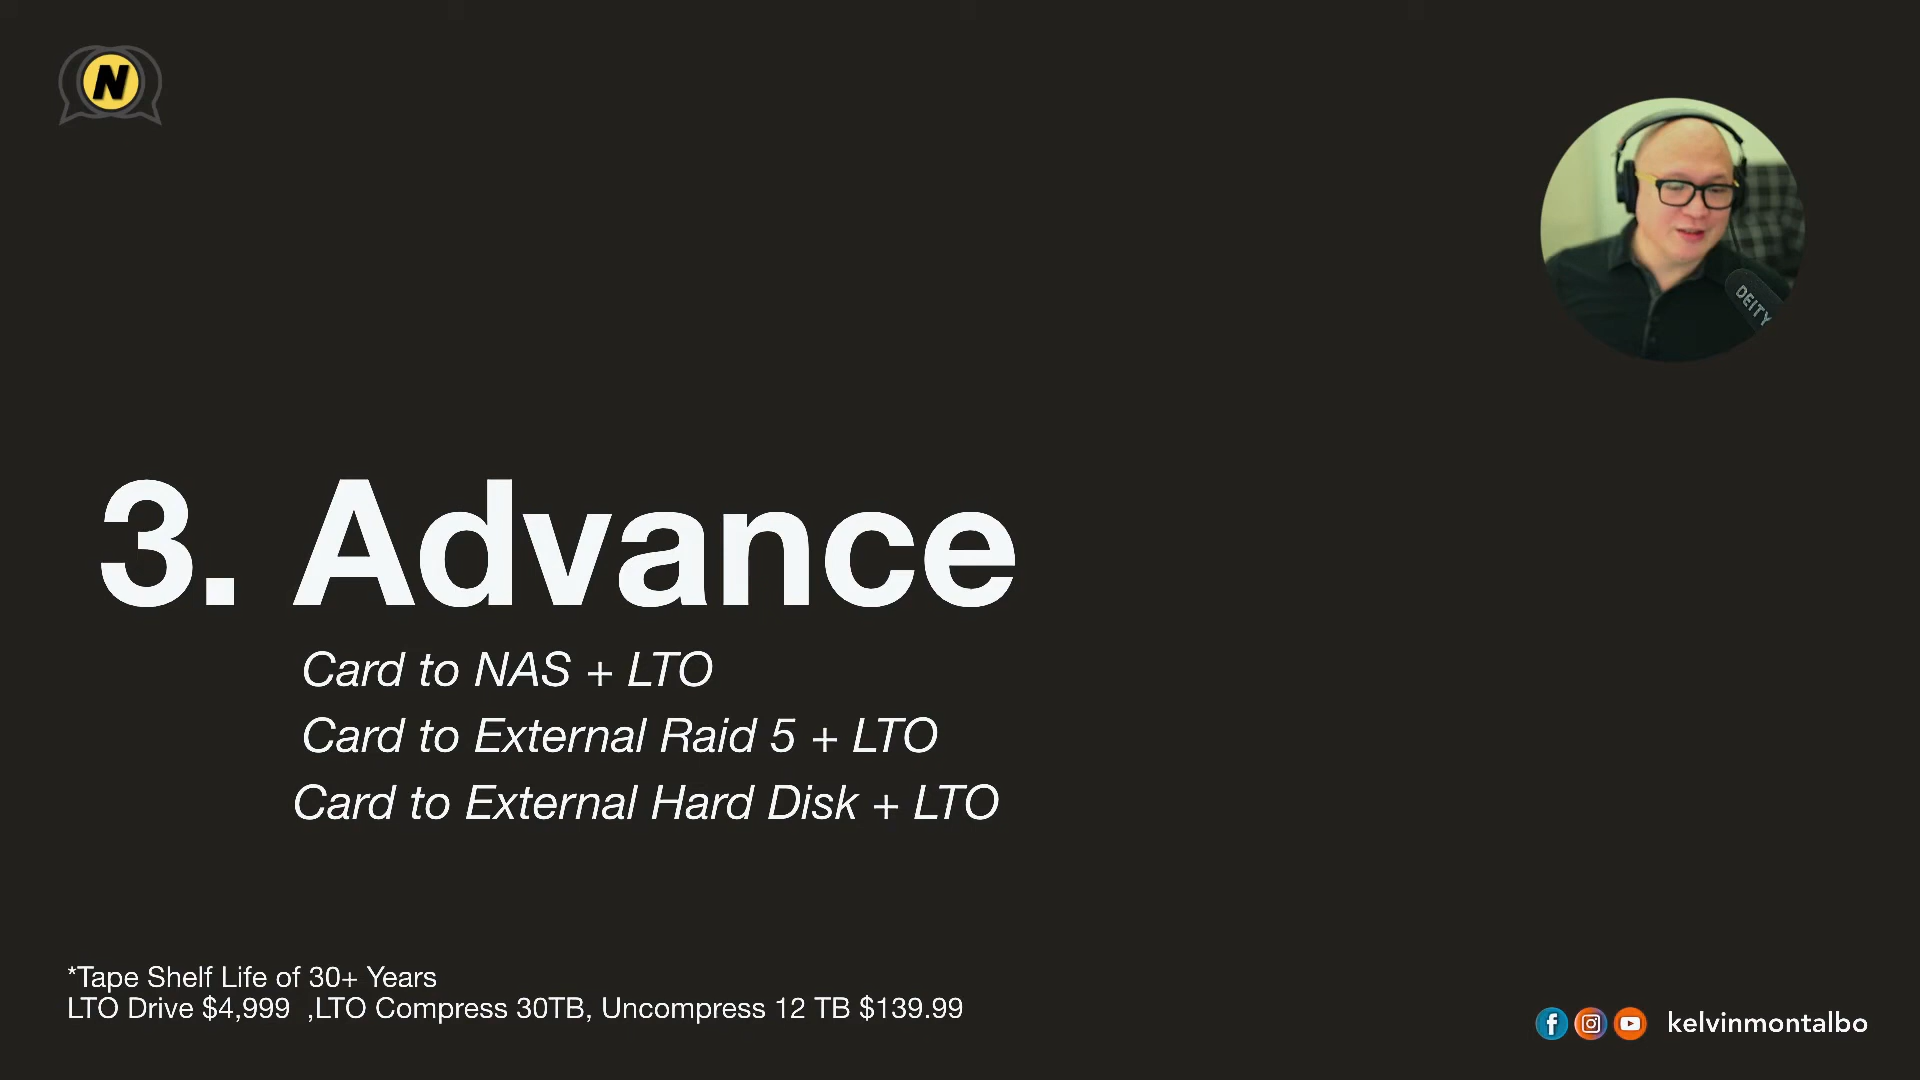 N
DEITY
3. Advance
Card to NAS + LTO
Card to External Raid 5 + LTO
Card to External Hard Disk + LTO
*Tape Shelf Life of 30+ Years
LTO Drive $4,999  ,LTO Compress 30TB, Uncompress 12 TB $139.99
kelvinmontalbo